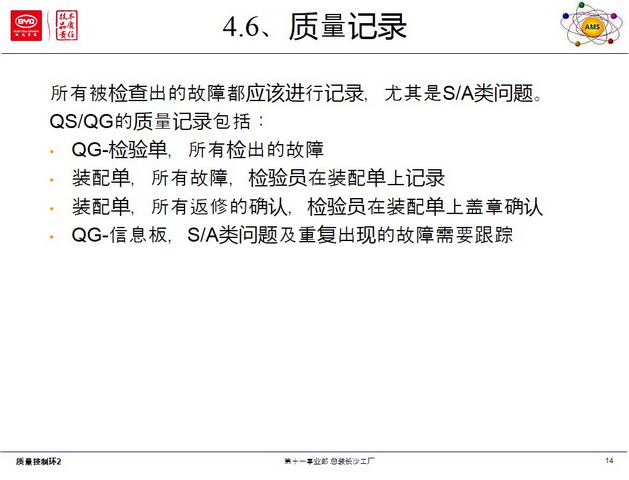 BYD
技术
品质
责任
4.6、质量记录
AMS
所有被检查出的故障都应该进行记录，尤其是S/A类问题。
QS/QG的质量记录包括：
• QG-检验单，所有检出的故障
• 装配单，所有故障，检验员在装配单上记录
• 装配单，所有返修的确认，检验员在装配单上盖章确认
• QG-信息板，S/A类问题及重复出现的故障需要跟踪
质量控制环2
第十一事业部 总装长沙工厂
14